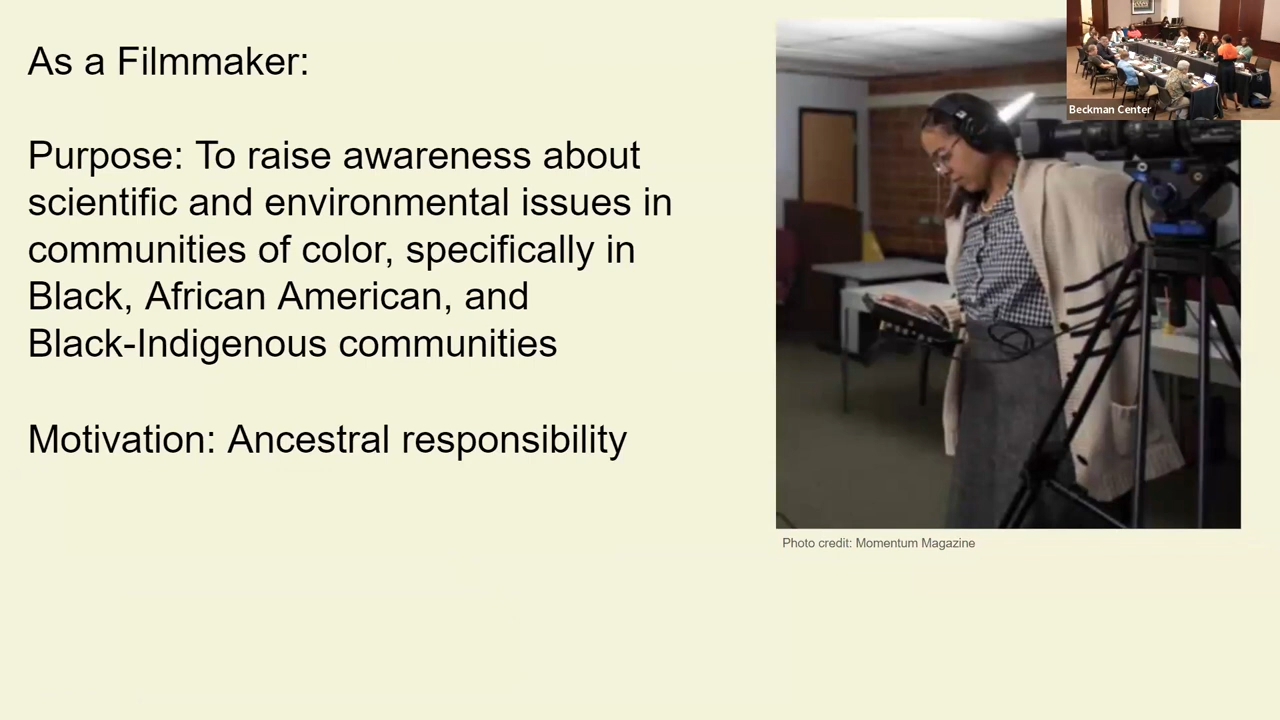 As a Filmmaker:
Purpose: To raise awareness about
scientific and environmental issues in
communities of color, specifically in
Black, African American, and
Black-Indigenous communities
Motivation: Ancestral responsibility
Beckman Center
Photo credit: Momentum Magazine